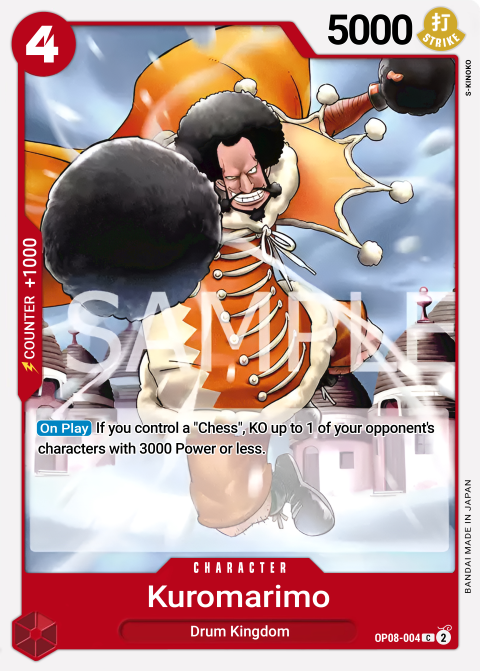 4
5000
打
STRIKE
S-KINOKO
COUNTER +1000
SAMPLE
On Play If you control a "Chess", KO up to 1 of your opponent's
characters with 3000 Power or less.
BANDAI MADE IN JAPAN
CHARACTER
Kuromarimo
Drum Kingdom
OP08-004 C 2